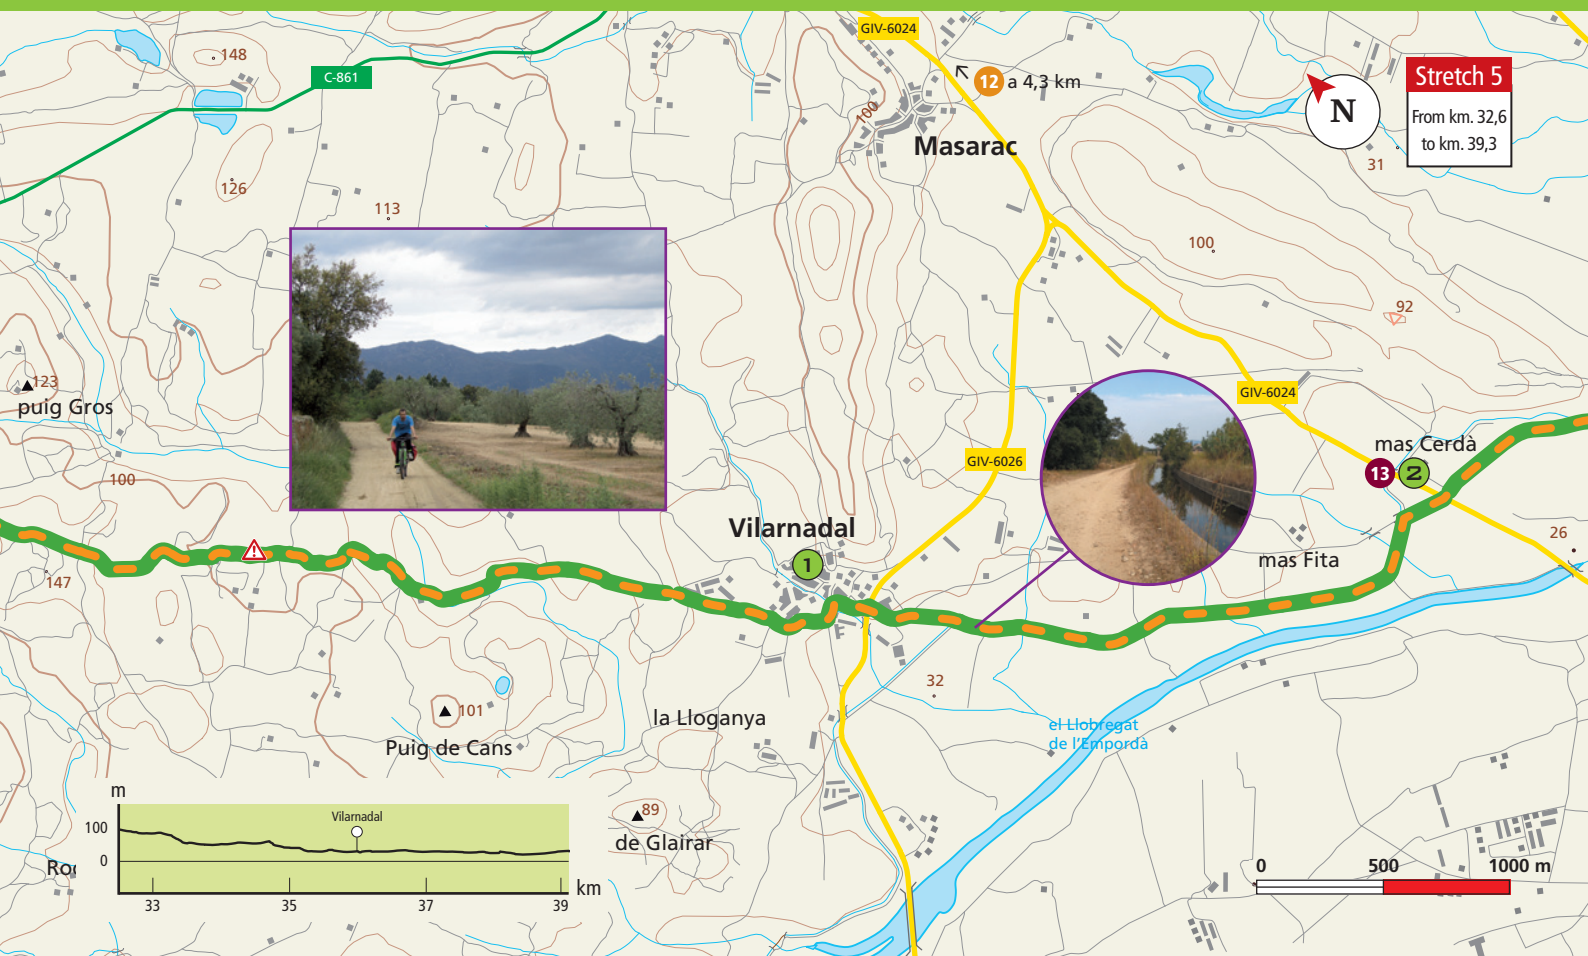 GIV-6024
148
C-861
12 a 4,3 km
Stretch 5
From km. 32,6
to km. 39,3
N
100
Masarac
31
126
113
100
92
123
puig Gros
GIV-6024
mas Cerdà
13 2
GIV-6026
100
Vilarnadal
1
26
mas Fita
147
32
101
la Lloganya
el Llobregat
de l'Empordà
Puig de Cans
m
89
100
Vilarnadal
de Glairar
0
km
33
35
37
39
0
500
1000 m